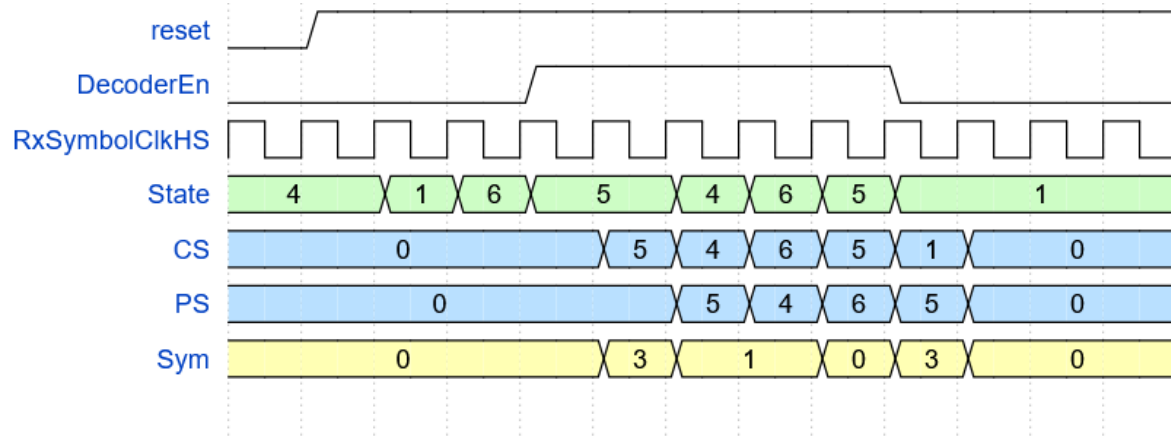 reset
DecoderEn
RxSymbolClkHS
State 4 1 6 5 4 6 5 1
CS 0 5 4 6 5 1 0
PS 0 5 4 6 5 0
Sym 0 3 1 0 3 0